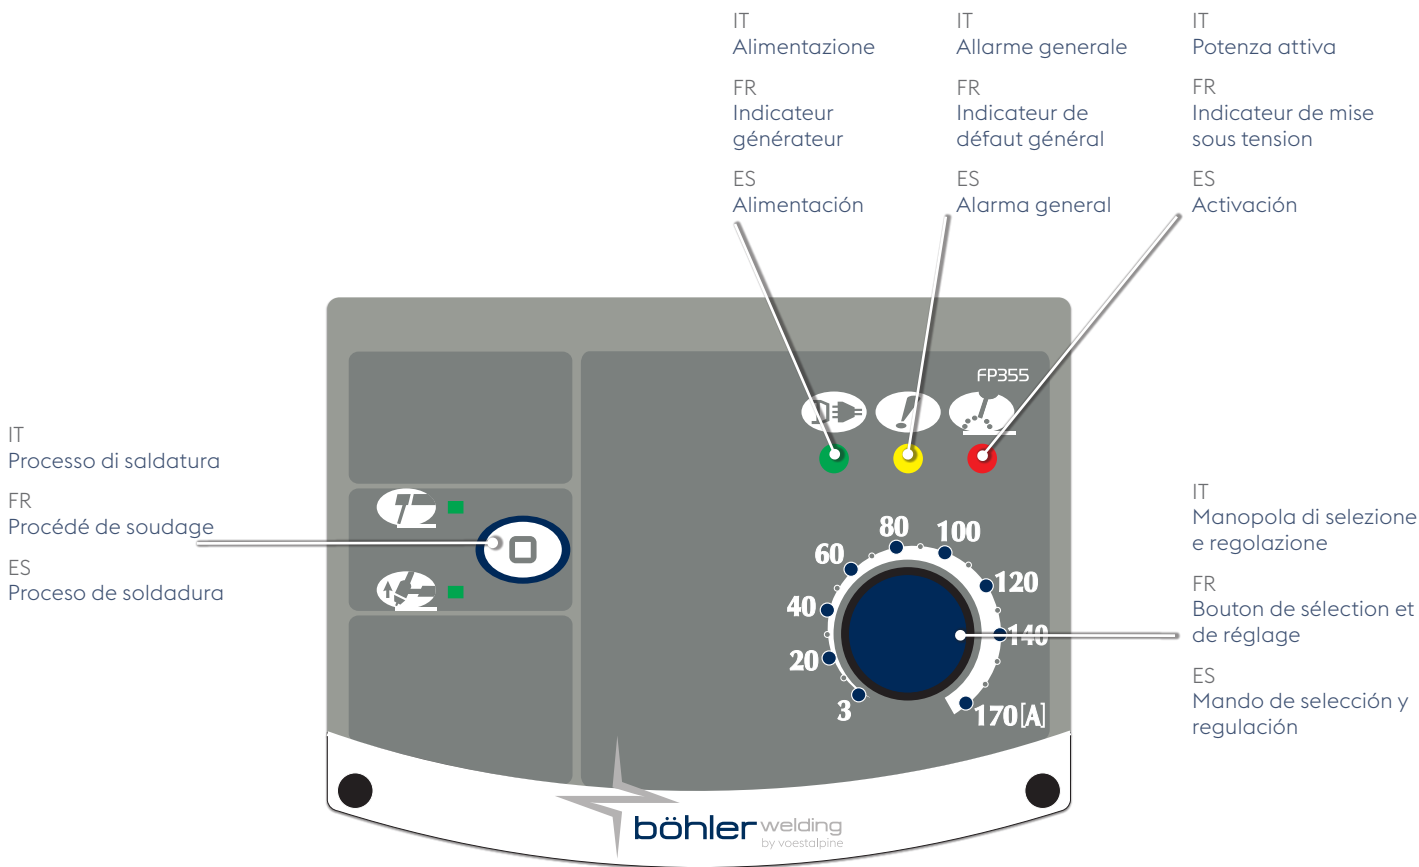 IT
Alimentazione
FR
Indicateur
générateur
ES
Alimentación
IT
Allarme generale
FR
Indicateur de
défaut général
ES
Alarma general
IT
Potenza attiva
FR
Indicateur de mise
sous tension
ES
Activación
IT
Processo di saldatura
FR
Procédé de soudage
ES
Proceso de soldadura
FP355
80
100
60
120
40
140
20
3
170[A]
IT
Manopola di selezione
e regolazione
FR
Bouton de sélection et
de réglage
ES
Mando de selección y
regulación
böhler welding
by voestalpine